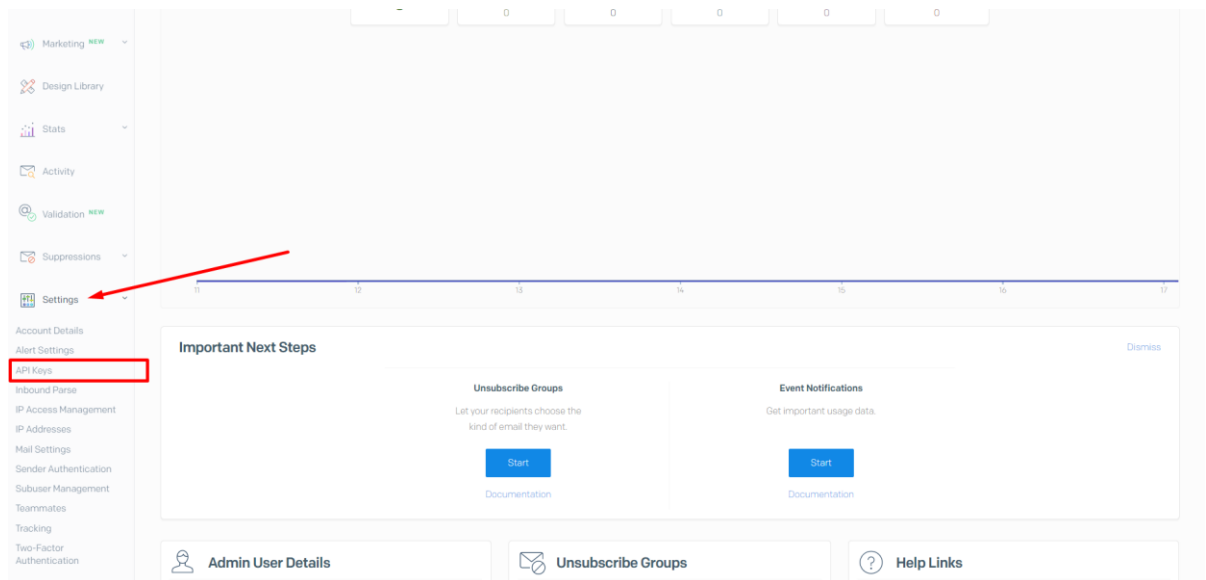 0 0 0 0 0
Marketing NEW
Design Library
Stats
Activity
Validation NEW
Suppressions
Settings
11 12 13 14 15 16 17
Account Details
Alert Settings
API Keys
Inbound Parse
IP Access Management
IP Addresses
Mail Settings
Sender Authentication
Subuser Management
Teammates
Tracking
Two-Factor
Authentication
Important Next Steps
Dismiss
Unsubscribe Groups
Let your recipients choose the
kind of email they want.
Start
Documentation
Event Notifications
Get important usage data.
Start
Documentation
Admin User Details
Unsubscribe Groups
Help Links